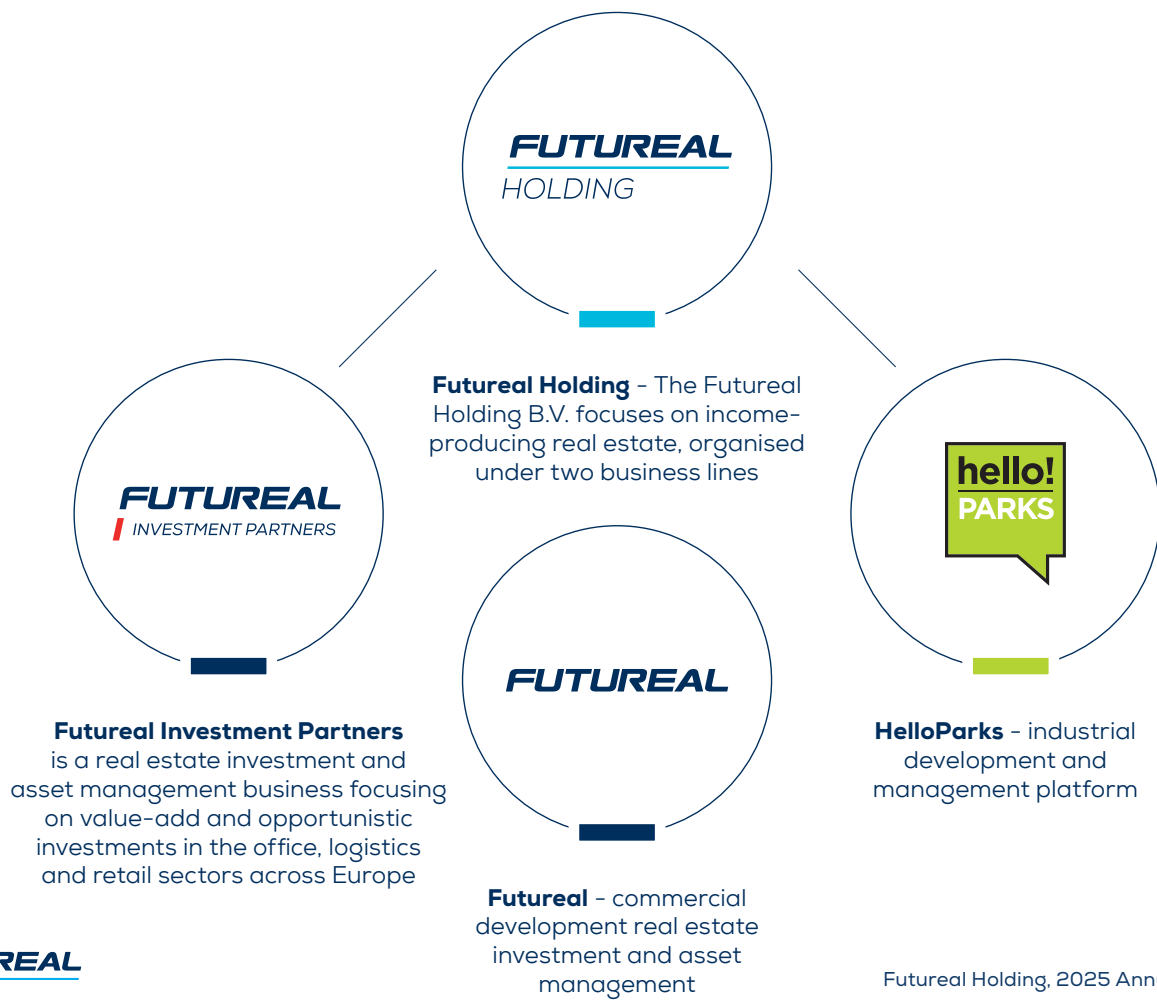 FUTUREAL
HOLDING
Futureal Holding - The Futureal
Holding B.V. focuses on income-
producing real estate, organised
under two business lines
FUTUREAL
INVESTMENT PARTNERS
hello!
PARKS
FUTUREAL
Futureal Investment Partners
is a real estate investment and
asset management business focusing
on value-add and opportunistic
investments in the office, logistics
and retail sectors across Europe
HelloParks - industrial
development and
management platform
Futureal - commercial
development real estate
investment and asset
management
REAL
Futureal Holding, 2025 Ann